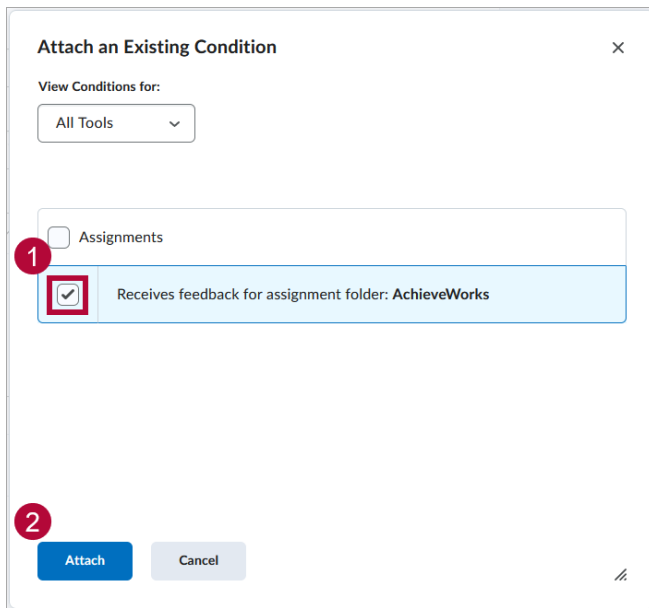 Attach an Existing Condition
View Conditions for:
All Tools
Assignments
1
Receives feedback for assignment folder: AchieveWorks
2
Attach
Cancel